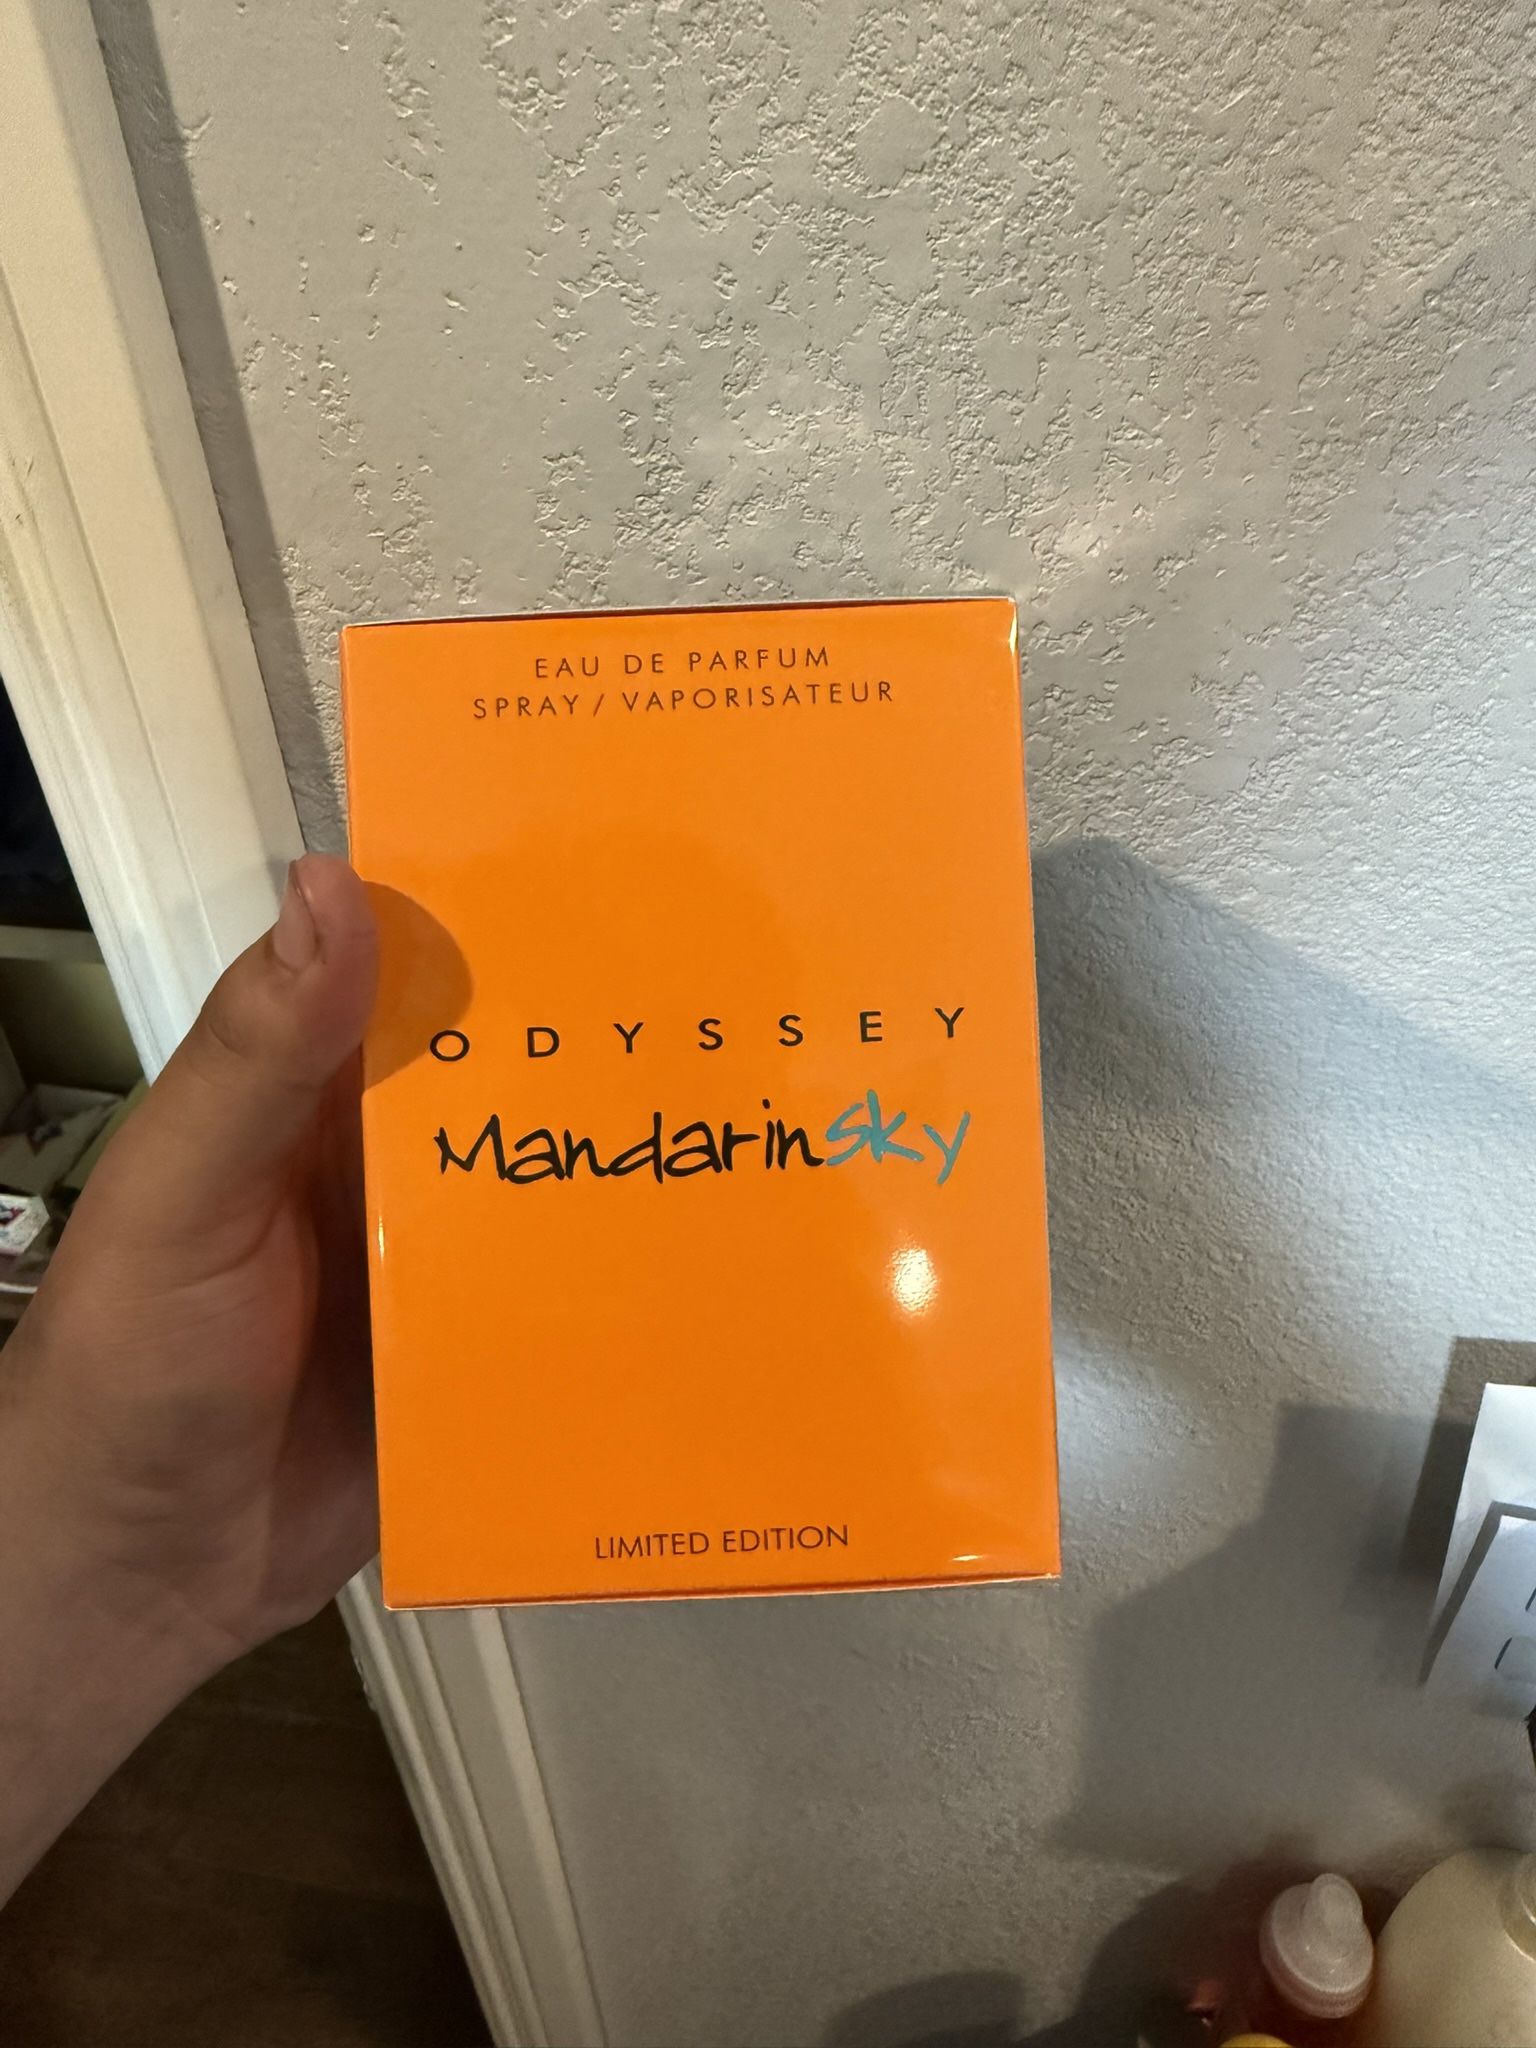 EAU DE PARFUM
SPRAY / VAPORISATEUR
ODYSSEY
Mandarinsky
LIMITED EDITION